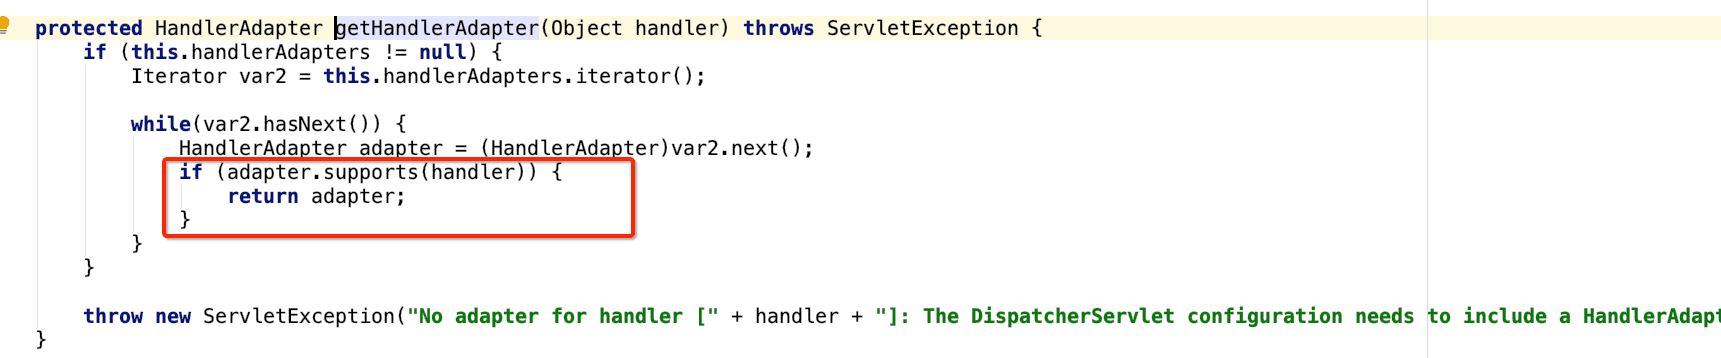 protected HandlerAdapter getHandlerAdapter(Object handler) throws ServletException {
    if (this.handlerAdapters != null) {
        Iterator var2 = this.handlerAdapters.iterator();

        while(var2.hasNext()) {
            HandlerAdapter adapter = (HandlerAdapter)var2.next();
            if (adapter.supports(handler)) {
                return adapter;
            }
        }
    }

    throw new ServletException("No adapter for handler [" + handler + "]: The DispatcherServlet configuration needs to include a HandlerAdapt
}